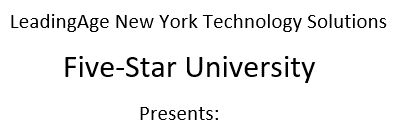 LeadingAge New York Technology Solutions
Five-Star University
Presents: